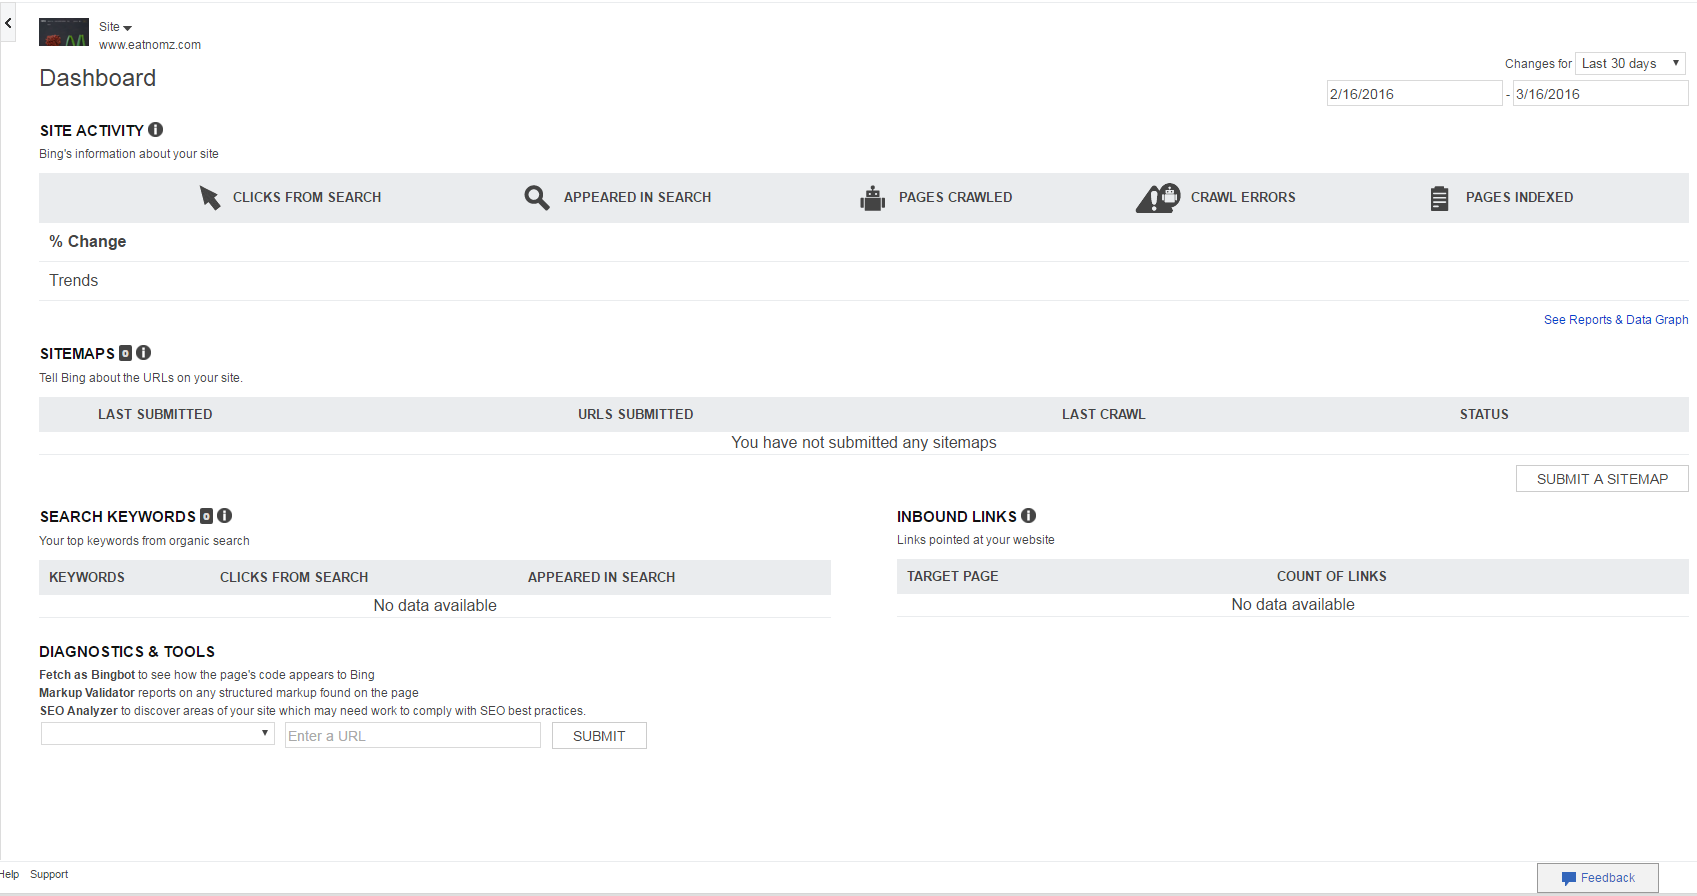 Site
www.eatnomz.com
Dashboard
Changes for Last 30 days
2/16/2016 - 3/16/2016
SITE ACTIVITY
Bing's information about your site
CLICKS FROM SEARCH APPEARED IN SEARCH PAGES CRAWLED CRAWL ERRORS PAGES INDEXED
% Change
Trends
See Reports & Data Graph
SITEMAPS 0
Tell Bing about the URLs on your site.
LAST SUBMITTED URLS SUBMITTED LAST CRAWL STATUS
You have not submitted any sitemaps
SUBMIT A SITEMAP
SEARCH KEYWORDS 0
Your top keywords from organic search
KEYWORDS CLICKS FROM SEARCH APPEARED IN SEARCH
No data available
INBOUND LINKS
Links pointed at your website
TARGET PAGE COUNT OF LINKS
No data available
DIAGNOSTICS & TOOLS
Fetch as Bingbot to see how the page's code appears to Bing
Markup Validator reports on any structured markup found on the page
SEO Analyzer to discover areas of your site which may need work to comply with SEO best practices.
Enter a URL SUBMIT
Help Support
Feedback